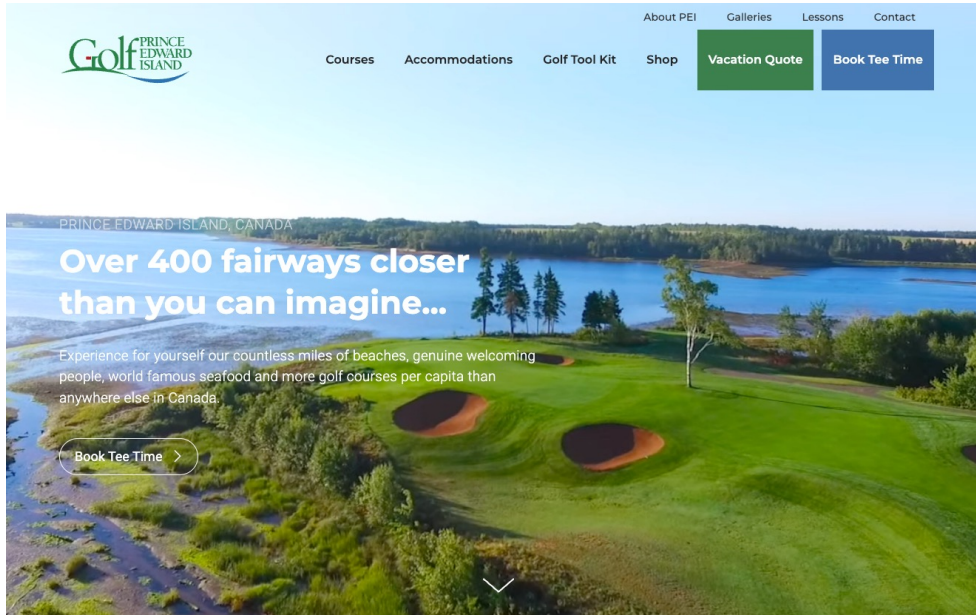 About PEI Galleries Lessons Contact
Golf PRINCE
EDWARD
ISLAND
Courses Accommodations Golf Tool Kit Shop Vacation Quote Book Tee Time
PRINCE EDWARD ISLAND, CANADA
Over 400 fairways closer
than you can imagine...
Experience for yourself our countless miles of beaches, genuine welcoming
people, world famous seafood and more golf courses per capita than
anywhere else in Canada.
Book Tee Time